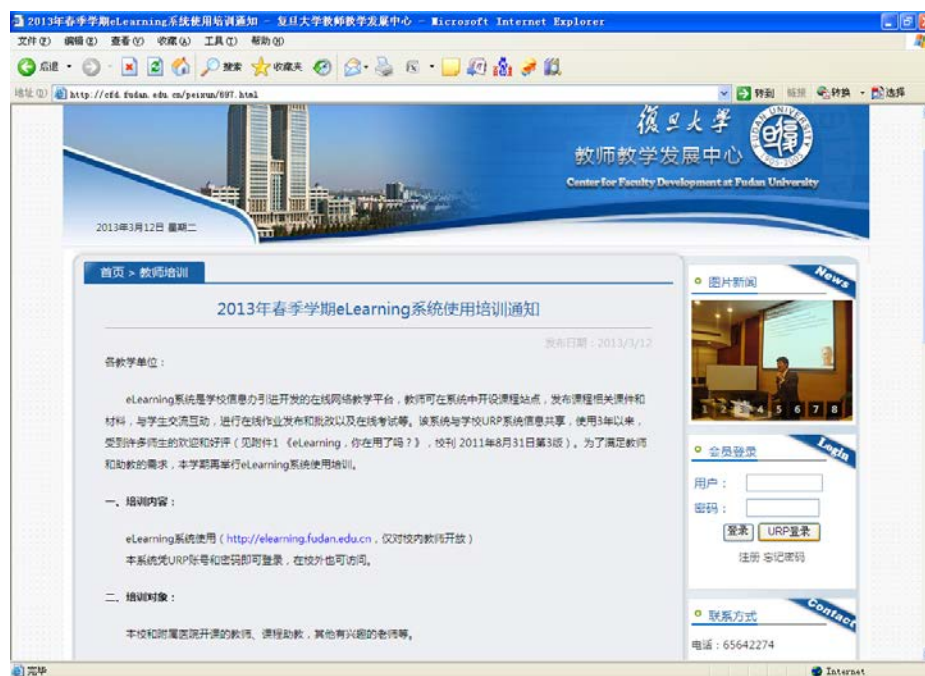 2013年春季学期eLearning系统使用培训通知 - 复旦大学教师教学发展中心 - Microsoft Internet Explorer
文件(F) 编辑(E) 查看(V) 收藏(A) 工具(T) 帮助(H)
后退 搜索 收藏夹
地址(D) http://cfd.fudan.edu.cn/peixun/697.html 转到 链接 转换 选择
復旦大学
教师教学发展中心
Center for Faculty Development at Fudan University
2013年3月12日 星期二
首页 > 教师培训
2013年春季学期eLearning系统使用培训通知
发布日期：2013/3/12
各教学单位：
eLearning系统是学校信息办引进开发的在线网络教学平台，教师可在系统中开设课程站点，发布课程相关课件和
材料，与学生交流互动，进行在线作业发布和批改以及在线考试等。该系统与学校URP系统信息共享，使用3年以来，
受到许多师生的欢迎和好评（见附件1 《eLearning，你在用了吗？》，校刊 2011年8月31日第3版）。为了满足教师
和助教的需求，本学期再举行eLearning系统使用培训。
一、培训内容：
eLearning系统使用（http://elearning.fudan.edu.cn，仅对校内教师开放）
本系统凭URP账号和密码即可登录，在校外也可访问。
二、培训对象：
本校和附属医院开课的教师、课程助教，其他有兴趣的老师等。
图片新闻 News
1 2 3 4 5 6 7 8
会员登录 Login
用户：
密码：
登录 URP登录
注册 忘记密码
联系方式 Contact
电话：65642274
完毕 Internet